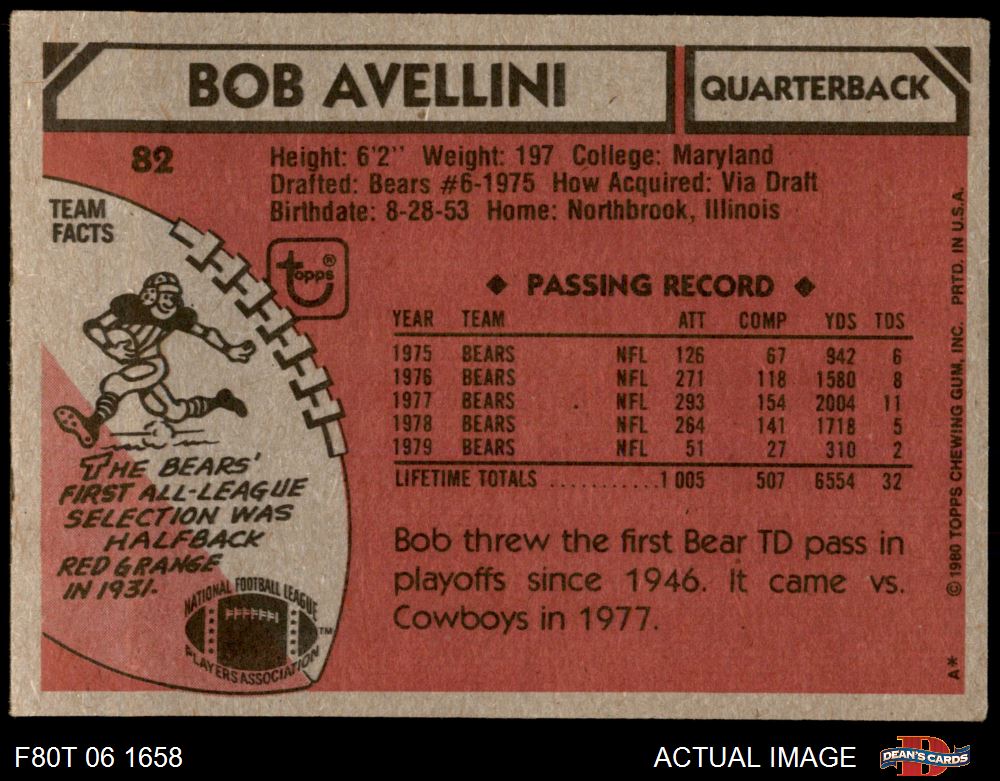 BOB AVELLINI
QUARTERBACK
82
Height: 6'2" Weight: 197 College: Maryland
Drafted: Bears #6-1975 How Acquired: Via Draft
Birthdate: 8-28-53 Home: Northbrook, Illinois
TEAM
FACTS
topps®
THE BEARS'
FIRST ALL-LEAGUE
SELECTION WAS
HALFBACK
RED GRANGE
IN 1931.
NATIONAL FOOTBALL LEAGUE
PLAYERS ASSOCIATION
TM
◆ PASSING RECORD ◆
YEAR TEAM ATT COMP YDS TDS
1975 BEARS NFL 126 67 942 6
1976 BEARS NFL 271 118 1580 8
1977 BEARS NFL 293 154 2004 11
1978 BEARS NFL 264 141 1718 5
1979 BEARS NFL 51 27 310 2
LIFETIME TOTALS ...........1 005 507 6554 32
Bob threw the first Bear TD pass in
playoffs since 1946. It came vs.
Cowboys in 1977.
A* © 1980 TOPPS CHEWING GUM, INC. PRTD. IN U.S.A.
F80T 06 1658
ACTUAL IMAGE
D
DEAN'S CARDS